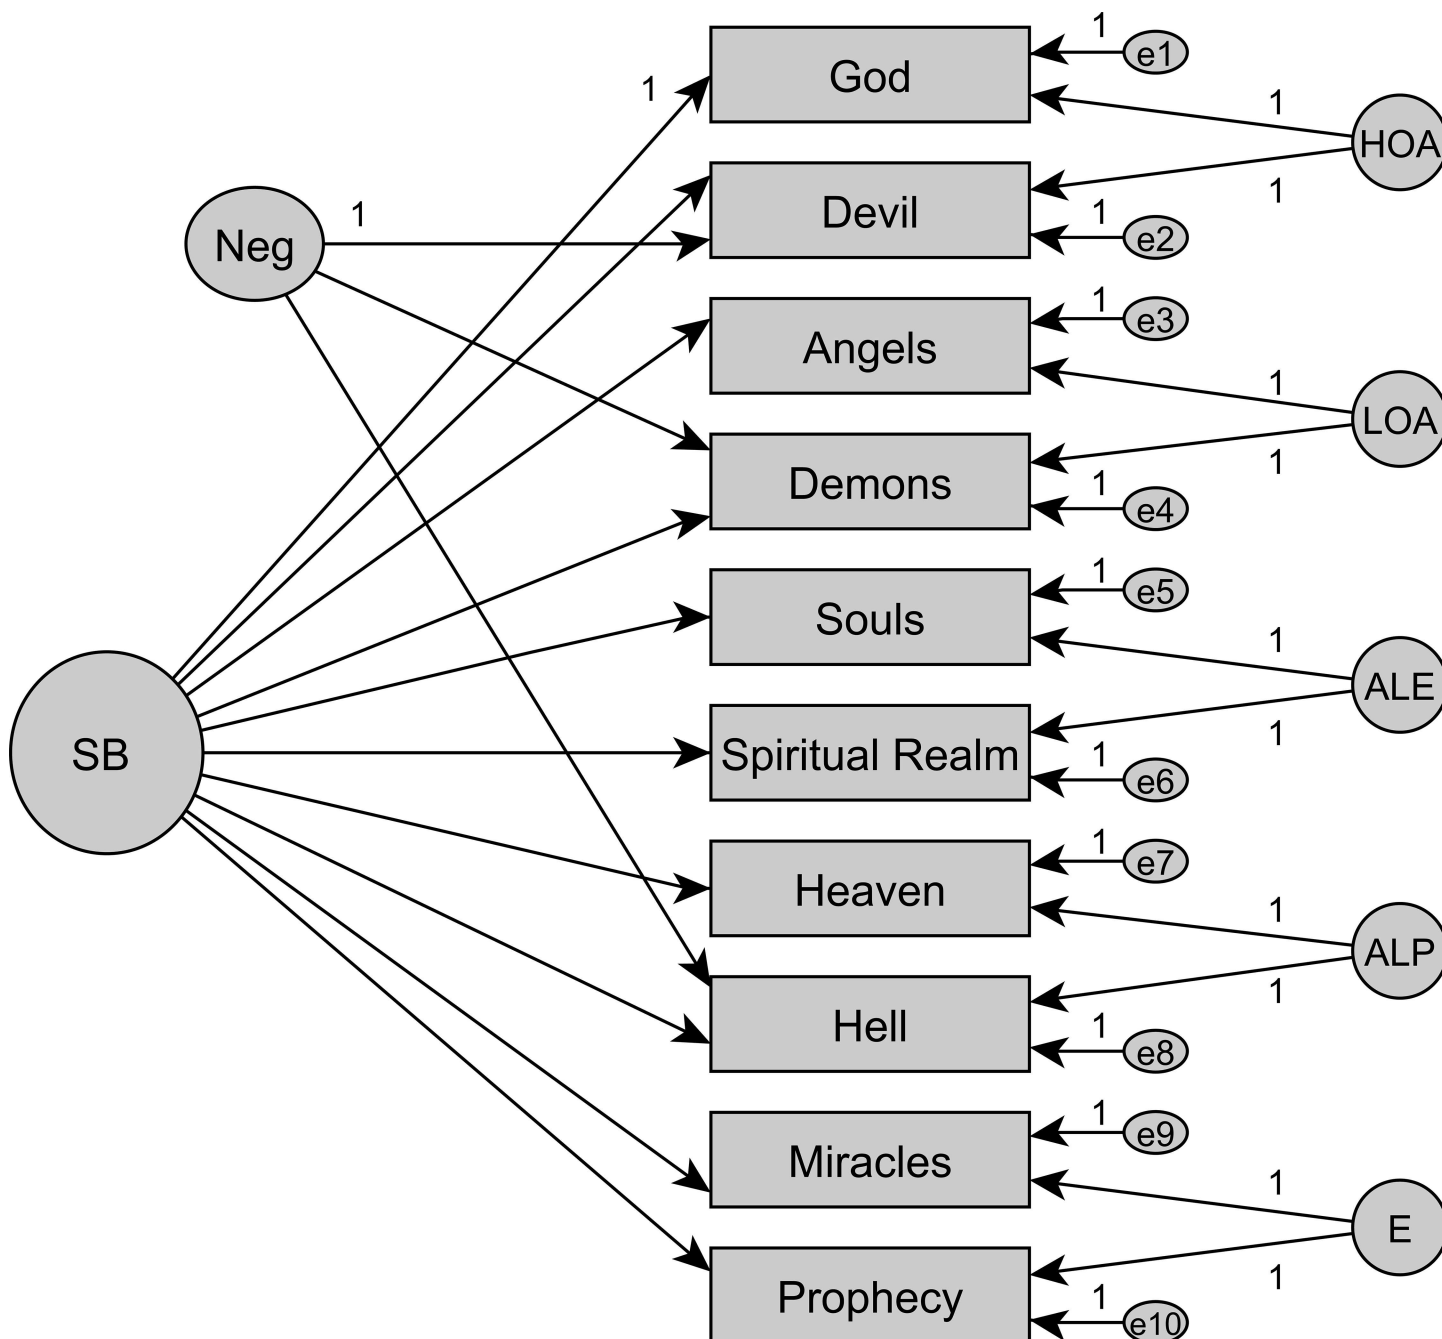 1
e1
God
1
1
HOA
Devil
1
1
e2
Neg
1
1
e3
Angels
1
LOA
Demons
1
1
e4
1
e5
Souls
1
ALE
SB
Spiritual Realm
1
1
e6
1
e7
Heaven
1
ALP
Hell
1
1
e8
1
e9
Miracles
1
E
Prophecy
1
1
e10